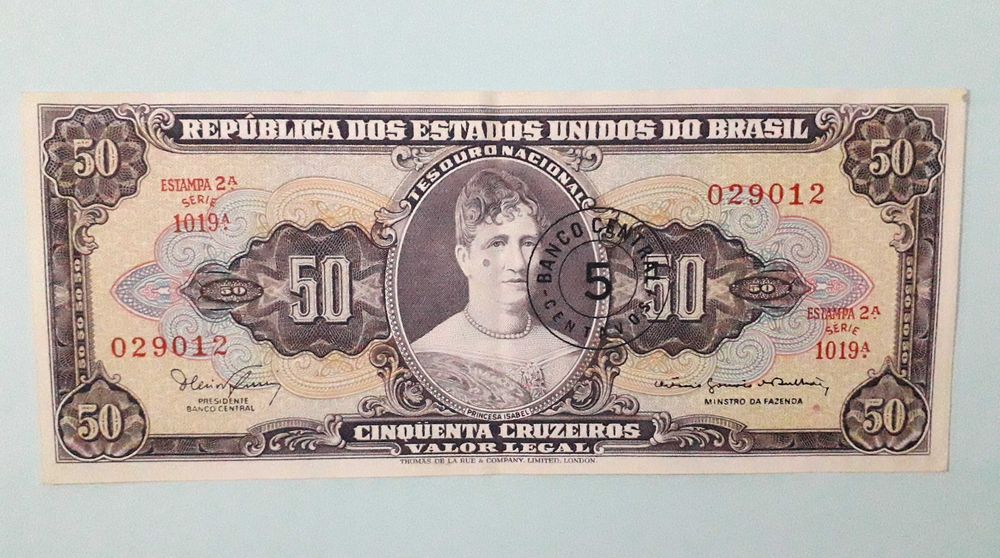 REPÚBLICA DOS ESTADOS UNIDOS DO BRASIL
50
50
TESOURO NACIONAL
ESTAMPA 2ª
SÉRIE
1019ª
029012
BANCO CENTRAL
5
CENTAVOS
50
50
50
50
029012
ESTAMPA 2ª
SÉRIE
1019ª
PRESIDENTE
BANCO CENTRAL
MINSTRO DA FAZENDA
PRINCESA ISABEL
50
50
CINQÜENTA CRUZEIROS
VALOR LEGAL
THOMAS DE LA RUE & COMPANY, LIMITED, LONDON.